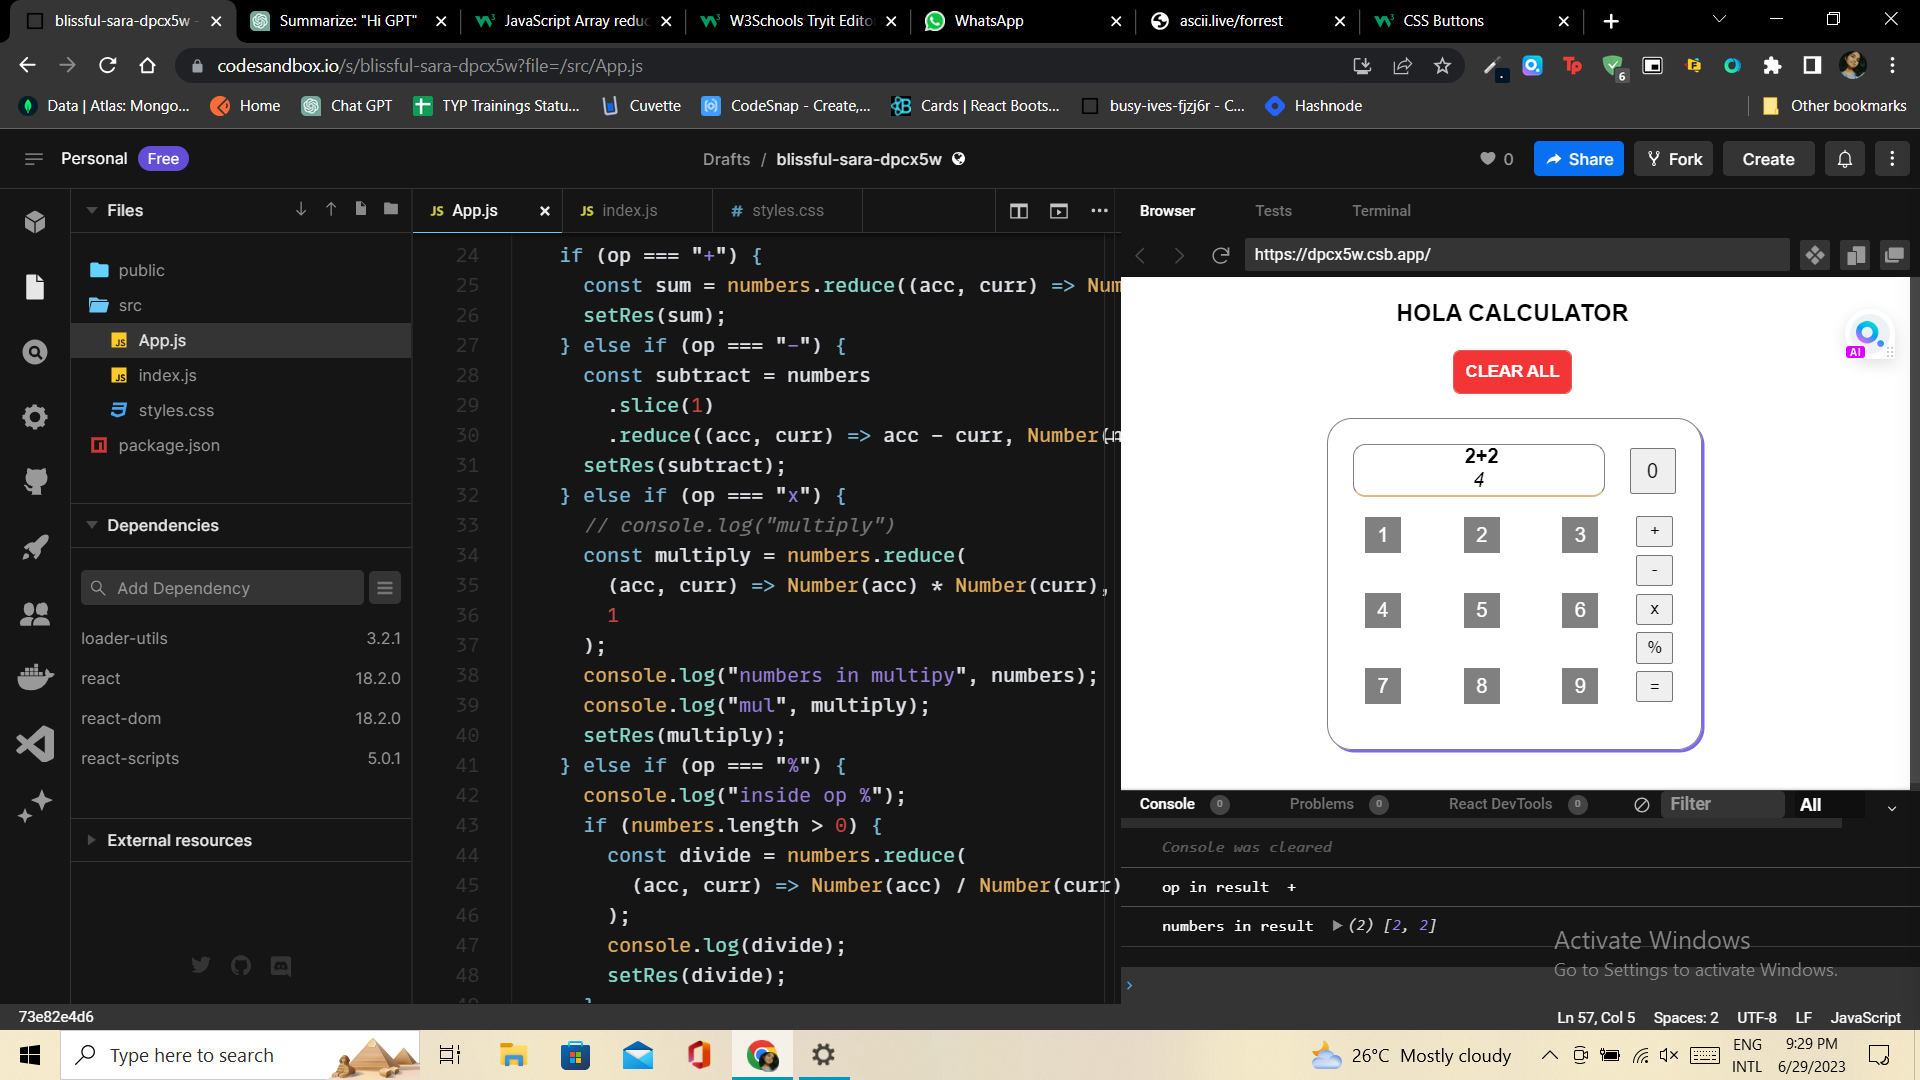 blissful-sara-dpcx5w -
Summarize: "Hi GPT"
JavaScript Array redu
W3Schools Tryit Edito
WhatsApp
ascii.live/forrest
CSS Buttons
codesandbox.io/s/blissful-sara-dpcx5w?file=/src/App.js
6
Data | Atlas: Mongo...
Home
Chat GPT
TYP Trainings Statu...
Cuvette
CodeSnap - Create,...
Cards | React Boots...
busy-ives-fjzj6r - C...
Hashnode
Other bookmarks
Personal Free
Drafts / blissful-sara-dpcx5w
0
Share
Fork
Create
Files
public
src
App.js
index.js
styles.css
package.json
Dependencies
Add Dependency
loader-utils 3.2.1
react 18.2.0
react-dom 18.2.0
react-scripts 5.0.1
External resources
JS App.js
JS index.js
# styles.css
24 if (op === "+") {
25 const sum = numbers.reduce((acc, curr) => Num
26 setRes(sum);
27 } else if (op === "-") {
28 const subtract = numbers
29 .slice(1)
30 .reduce((acc, curr) => acc - curr, Number(n
31 setRes(subtract);
32 } else if (op === "x") {
33 // console.log("multiply")
34 const multiply = numbers.reduce(
35 (acc, curr) => Number(acc) * Number(curr),
36 1
37 );
38 console.log("numbers in multipy", numbers);
39 console.log("mul", multiply);
40 setRes(multiply);
41 } else if (op === "%") {
42 console.log("inside op %");
43 if (numbers.length > 0) {
44 const divide = numbers.reduce(
45 (acc, curr) => Number(acc) / Number(curr)
46 );
47 console.log(divide);
48 setRes(divide);
Browser
Tests
Terminal
https://dpcx5w.csb.app/
HOLA CALCULATOR
AI
CLEAR ALL
2+2
4
0
1 2 3 +
-
4 5 6 x
%
7 8 9 =
Console 0
Problems 0
React DevTools 0
Filter
All
Console was cleared
op in result +
numbers in result ▶ (2) [2, 2]
Activate Windows
Go to Settings to activate Windows.
73e82e4d6
Ln 57, Col 5 Spaces: 2 UTF-8 LF JavaScript
Type here to search
26°C Mostly cloudy
ENG
INTL
9:29 PM
6/29/2023